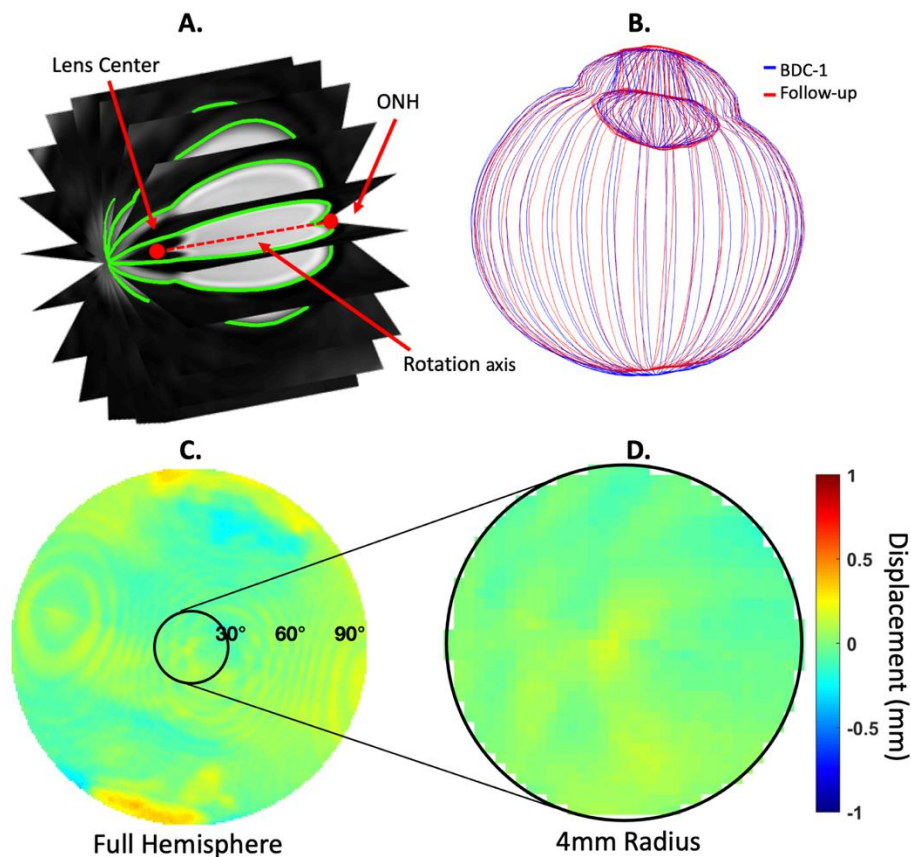 A.
B.
Lens Center
ONH
BDC-1
Follow-up
Rotation axis
C.
D.
30° 60° 90°
1
0.5
0
-0.5
-1
Displacement (mm)
Full Hemisphere
4mm Radius